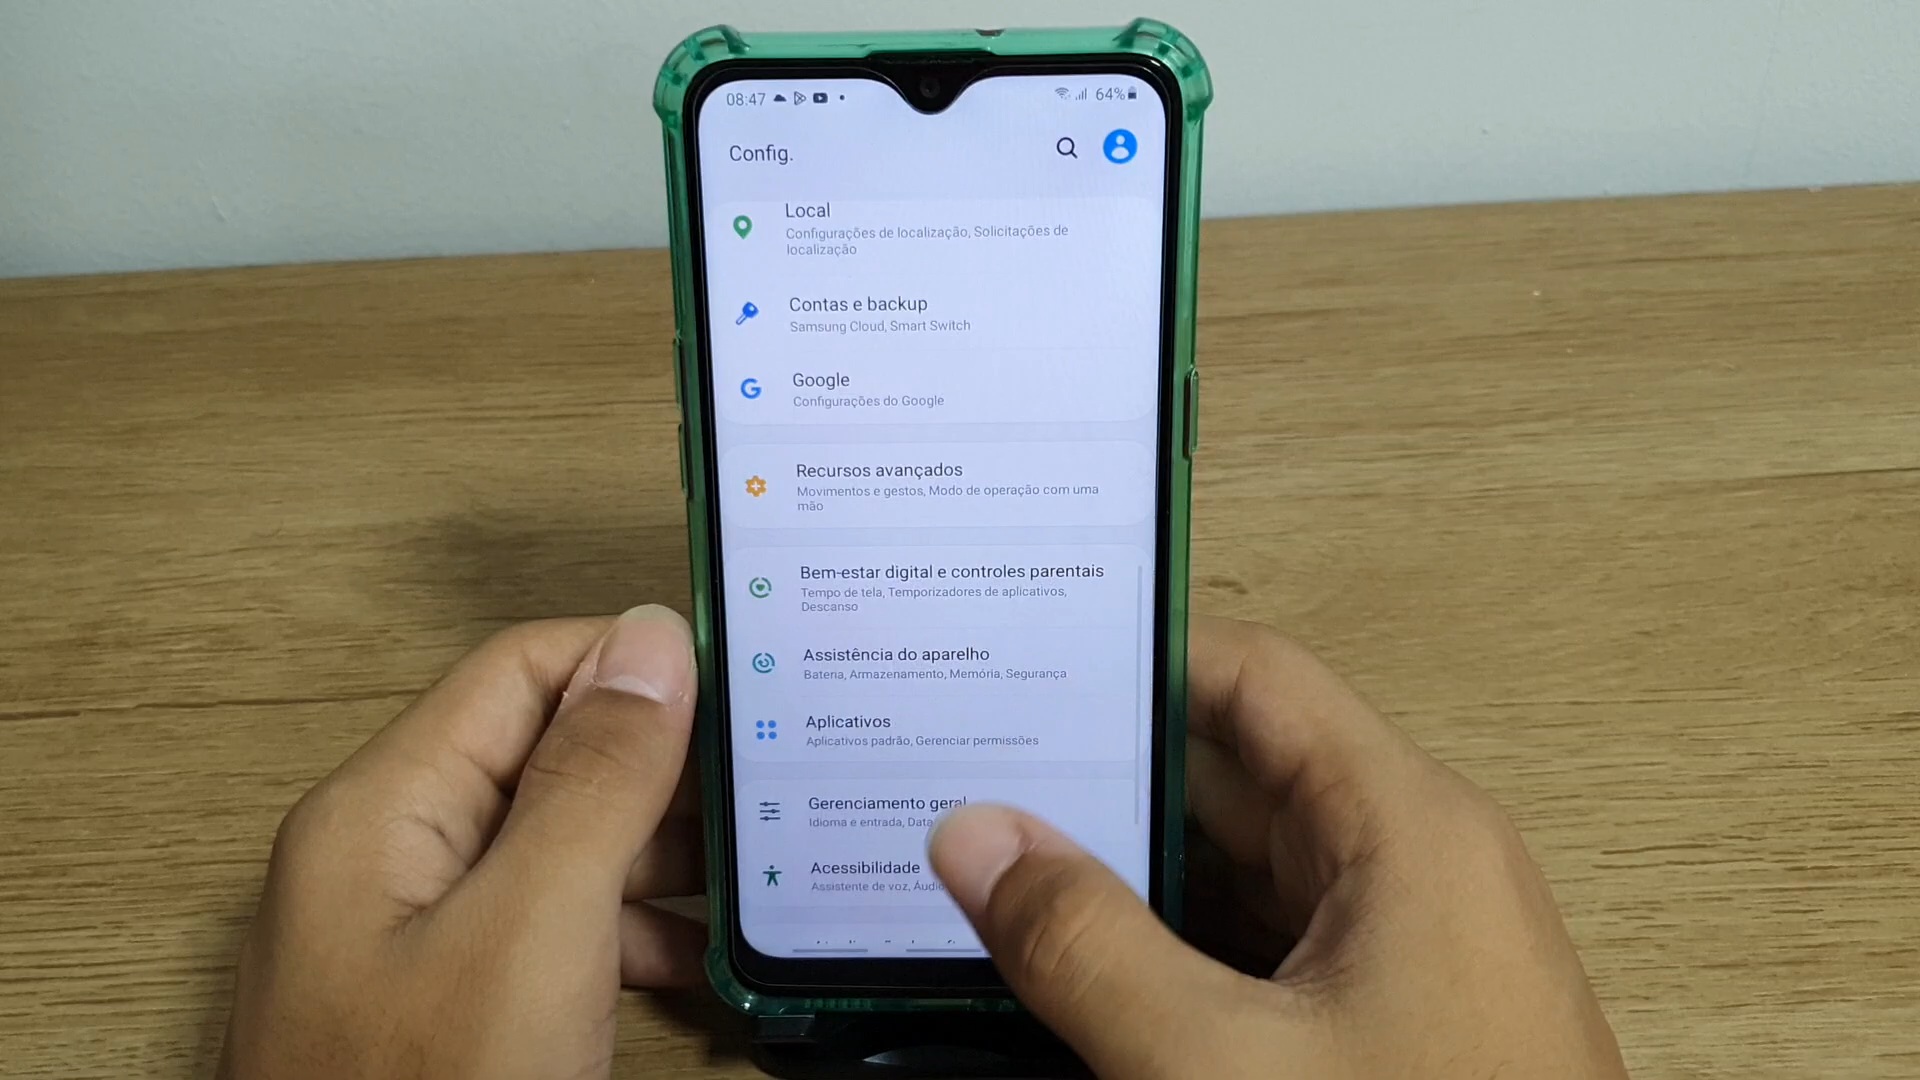 08:47
64%
Config.
Local
Configurações de localização, Solicitações de
localização
Contas e backup
Samsung Cloud, Smart Switch
Google
Configurações do Google
Recursos avançados
Movimentos e gestos, Modo de operação com uma
mão
Bem-estar digital e controles parentais
Tempo de tela, Temporizadores de aplicativos,
Descanso
Assistência do aparelho
Bateria, Armazenamento, Memória, Segurança
Aplicativos
Aplicativos padrão, Gerenciar permissões
Gerenciamento geral
Idioma e entrada, Data
Acessibilidade
Assistente de voz, Áudio